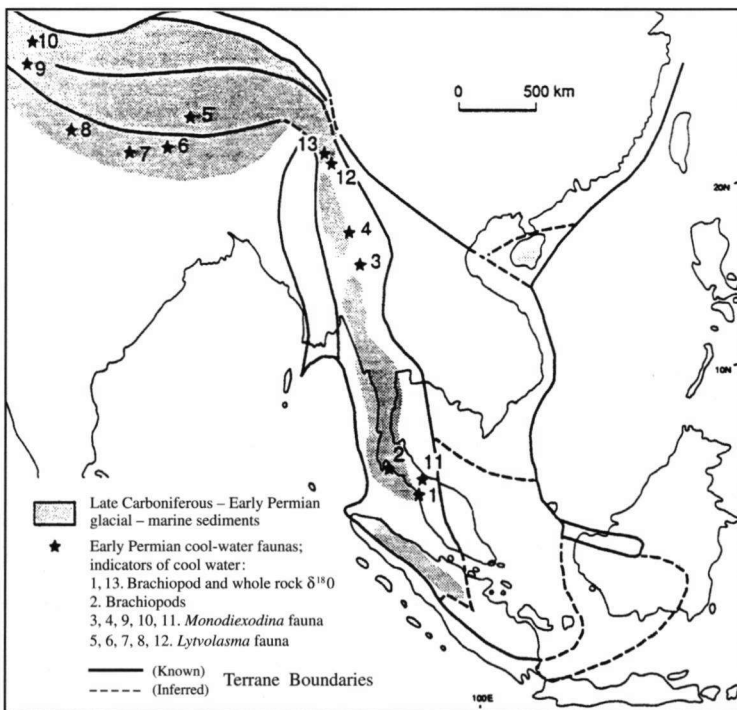 10
9
8
7
6
5
13
12
4
3
2
11
1
0 500 km
20N
10N
100E
Late Carboniferous – Early Permian
glacial – marine sediments
Early Permian cool-water faunas;
indicators of cool water:
1, 13. Brachiopod and whole rock δ¹⁸0
2. Brachiopods
3, 4, 9, 10, 11. Monodiexodina fauna
5, 6, 7, 8, 12. Lytvolasma fauna
(Known)
(Inferred)
Terrane Boundaries